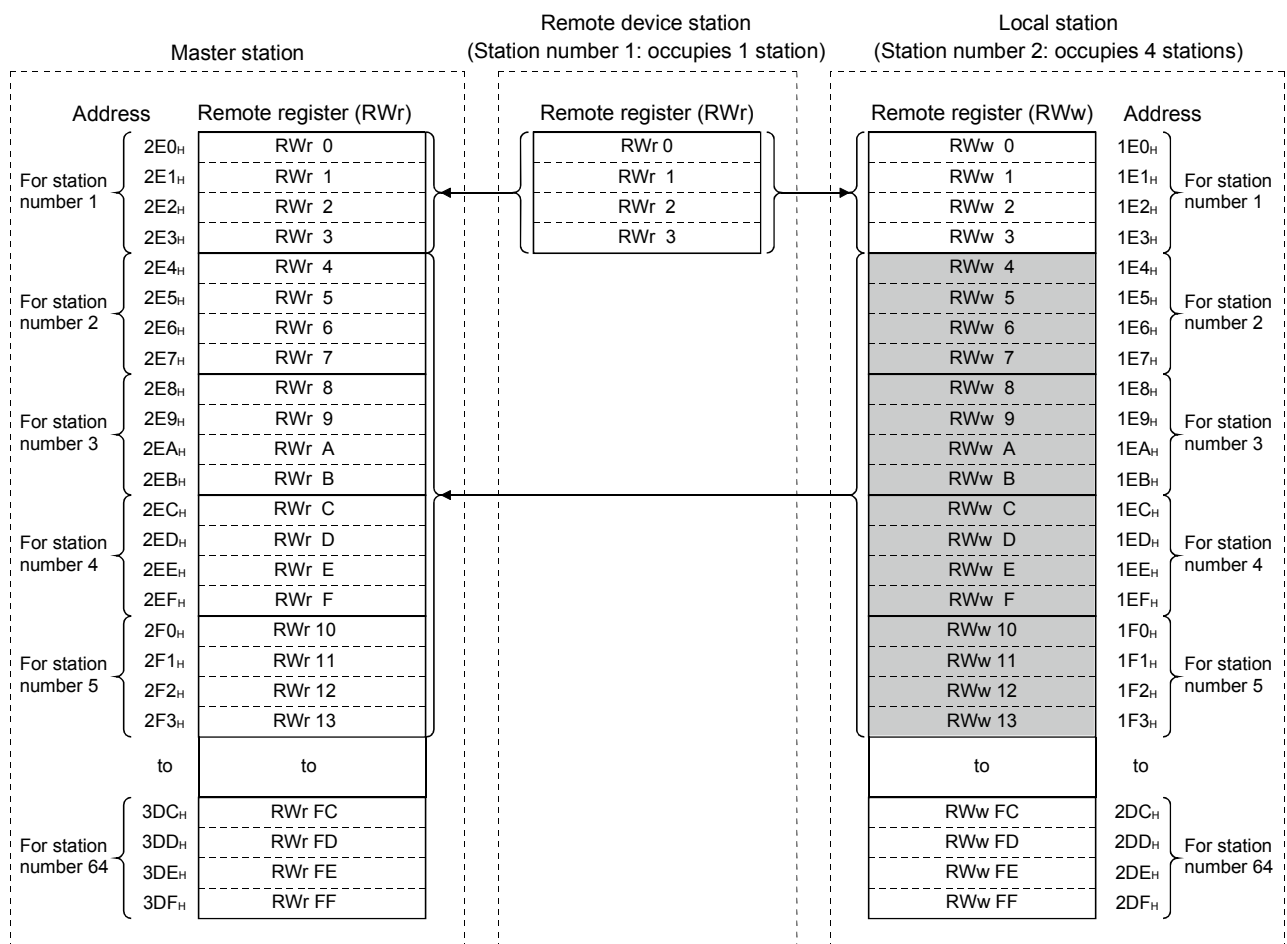 Remote device station
(Station number 1: occupies 1 station)
Local station
(Station number 2: occupies 4 stations)
Master station
Address Remote register (RWr) Remote register (RWr) Remote register (RWw) Address
2E0H RWr 0 RWr 0 RWw 0 1E0H
For station number 1 2E1H RWr 1 RWr 1 RWw 1 1E1H For station number 1
2E2H RWr 2 RWr 2 RWw 2 1E2H
2E3H RWr 3 RWr 3 RWw 3 1E3H
2E4H RWr 4 RWw 4 1E4H
For station number 2 2E5H RWr 5 RWw 5 1E5H For station number 2
2E6H RWr 6 RWw 6 1E6H
2E7H RWr 7 RWw 7 1E7H
2E8H RWr 8 RWw 8 1E8H
For station number 3 2E9H RWr 9 RWw 9 1E9H For station number 3
2EAH RWr A RWw A 1EAH
2EBH RWr B RWw B 1EBH
2ECH RWr C RWw C 1ECH
For station number 4 2EDH RWr D RWw D 1EDH For station number 4
2EEH RWr E RWw E 1EEH
2EFH RWr F RWw F 1EFH
2F0H RWr 10 RWw 10 1F0H
For station number 5 2F1H RWr 11 RWw 11 1F1H For station number 5
2F2H RWr 12 RWw 12 1F2H
2F3H RWr 13 RWw 13 1F3H
to to to to
3DCH RWr FC RWw FC 2DCH
For station number 64 3DDH RWr FD RWw FD 2DDH For station number 64
3DEH RWr FE RWw FE 2DEH
3DFH RWr FF RWw FF 2DFH